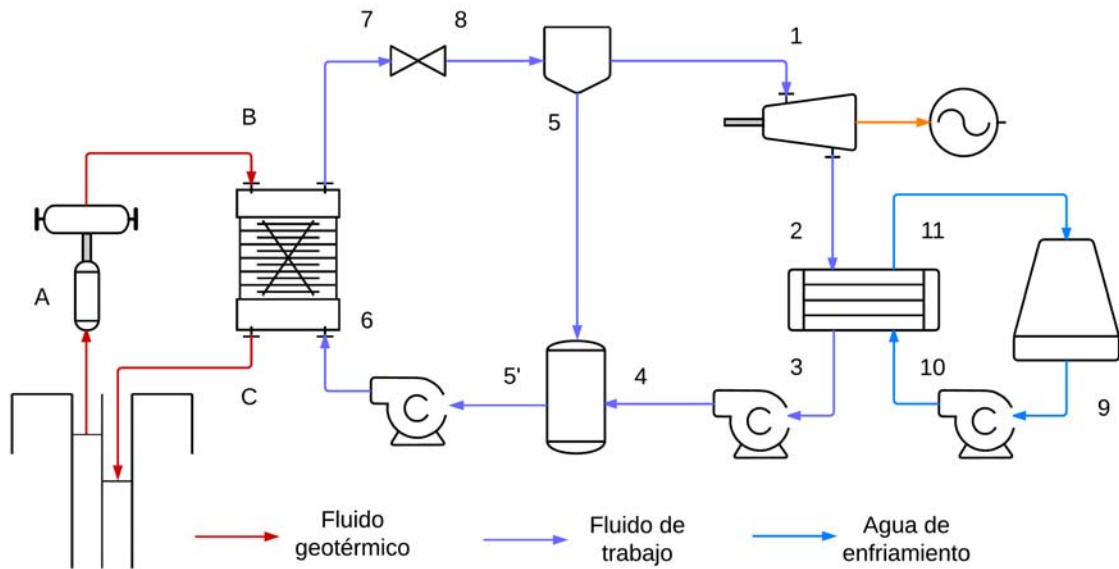 7
8
1
B
5
2
11
A
6
C
5'
4
3
10
9
Fluido
geotérmico
Fluido de
trabajo
Agua de
enfriamiento